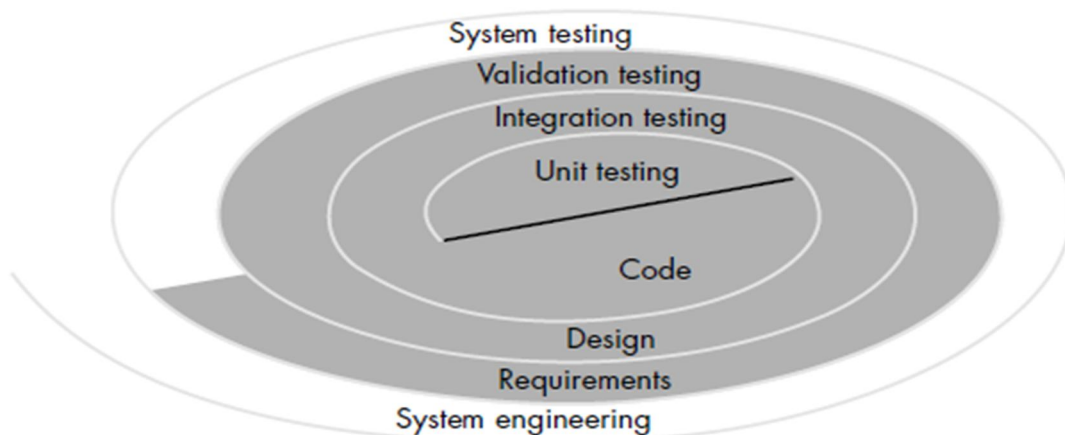 System testing
Validation testing
Integration testing
Unit testing
Code
Design
Requirements
System engineering